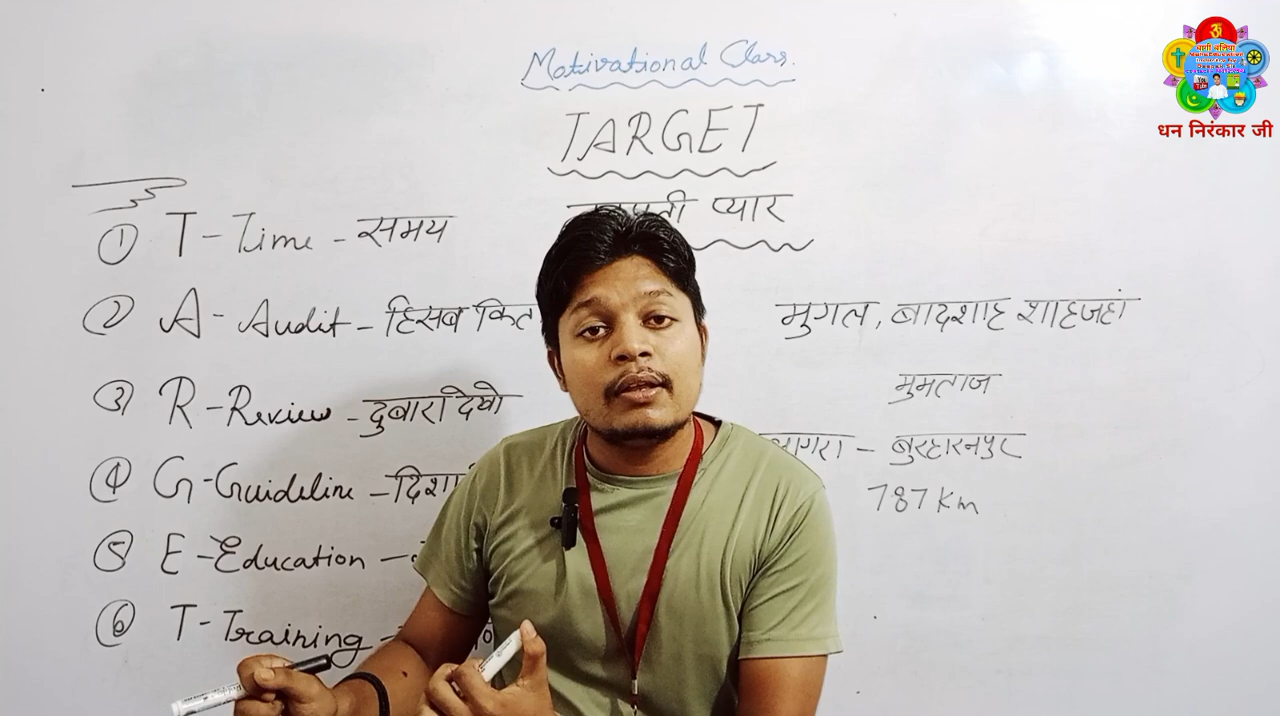 Motivational Class.
TARGET
प्यार
① T - Time - समय
② A - Audit - हिसब कित
③ R - Review - दुबारा देखो
④ G - Guideline - दिशा
⑤ E - Education -
⑥ T - Training -
मुगल, बादशाह शाहजहां
मुमताज
आगरा - बुरहारनपुर
787 Km
धन निरंकार जी